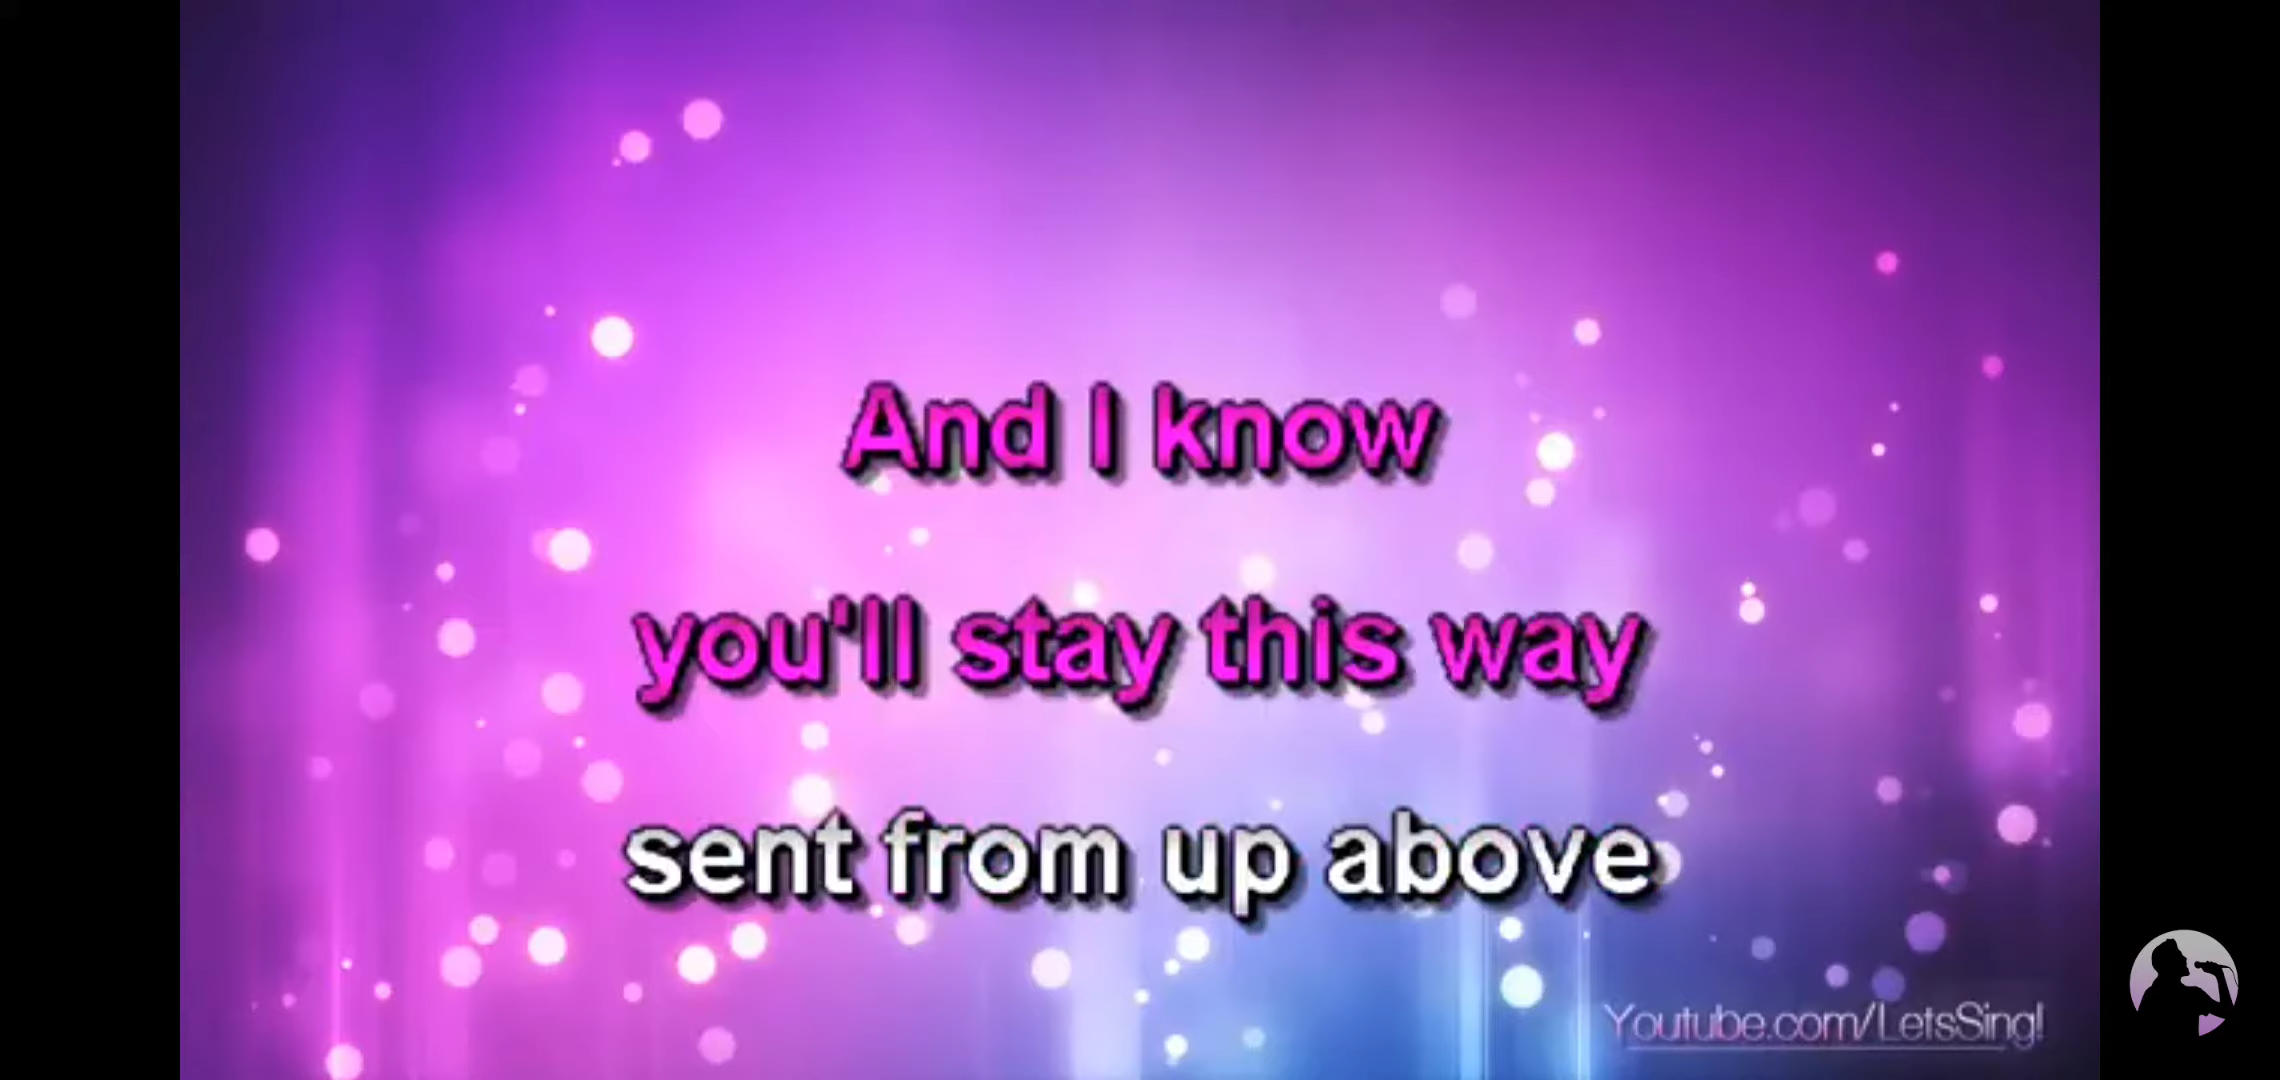 And I know
you'll stay this way
sent from up above
Youtube.com/LetsSing!